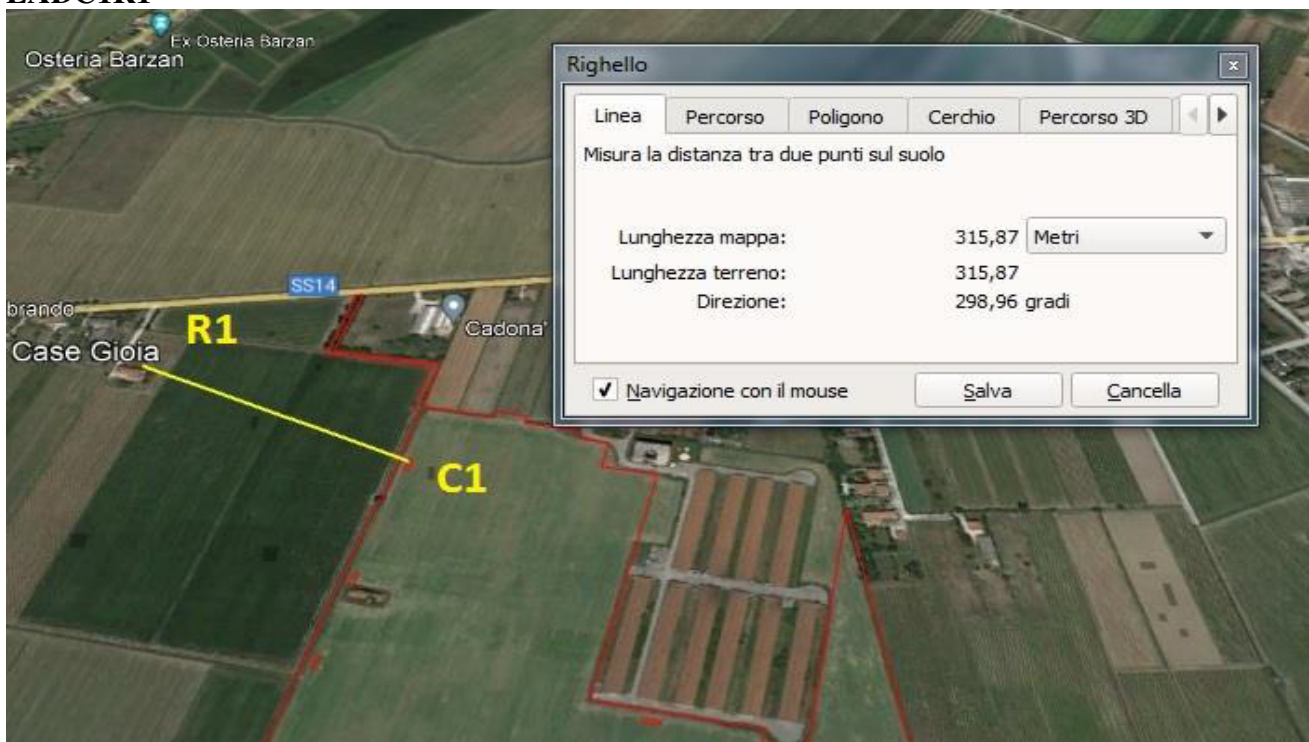 Ex Osteria Barzan
Osteria Barzan
Righello
x
Linea Percorso Poligono Cerchio Percorso 3D
Misura la distanza tra due punti sul suolo
Lunghezza mappa: 315,87 Metri
Lunghezza terreno: 315,87
Direzione: 298,96 gradi
Navigazione con il mouse Salva Cancella
SS14
brando
R1
Cadona'
Case Gioia
C1